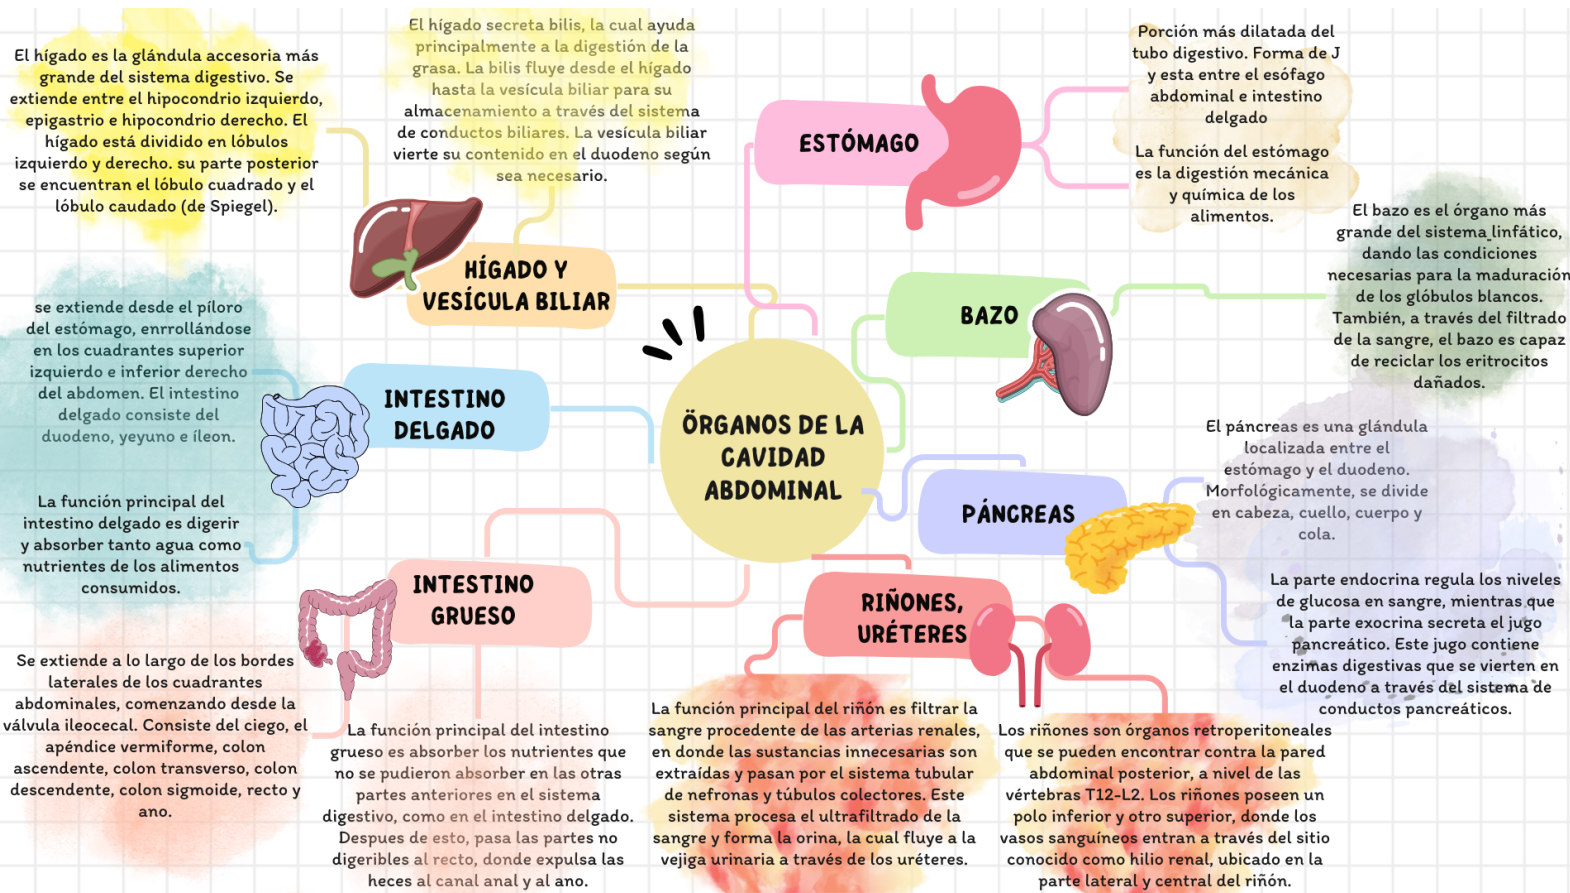 El hígado es la glándula accesoria más
grande del sistema digestivo. Se
extiende entre el hipocondrio izquierdo,
epigastrio e hipocondrio derecho. El
hígado está dividido en lóbulos
izquierdo y derecho. su parte posterior
se encuentran el lóbulo cuadrado y el
lóbulo caudado (de Spiegel).
El hígado secreta bilis, la cual ayuda
principalmente a la digestión de la
grasa. La bilis fluye desde el hígado
hasta la vesícula biliar para su
almacenamiento a través del sistema
de conductos biliares. La vesícula biliar
vierte su contenido en el duodeno según
sea necesario.
HÍGADO Y
VESÍCULA BILIAR
se extiende desde el píloro
del estómago, enrrollándose
en los cuadrantes superior
izquierdo e inferior derecho
del abdomen. El intestino
delgado consiste del
duodeno, yeyuno e íleon.
INTESTINO
DELGADO
La función principal del
intestino delgado es digerir
y absorber tanto agua como
nutrientes de los alimentos
consumidos.
INTESTINO
GRUESO
Se extiende a lo largo de los bordes
laterales de los cuadrantes
abdominales, comenzando desde la
válvula ileocecal. Consiste del ciego, el
apéndice vermiforme, colon
ascendente, colon transverso, colon
descendente, colon sigmoide, recto y
ano.
La función principal del intestino
grueso es absorber los nutrientes que
no se pudieron absorber en las otras
partes anteriores en el sistema
digestivo, como en el intestino delgado.
Despues de esto, pasa las partes no
digeribles al recto, donde expulsa las
heces al canal anal y al ano.
ÖRGANOS DE LA
CAVIDAD
ABDOMINAL
ESTÓMAGO
Porción más dilatada del
tubo digestivo. Forma de J
y esta entre el esófago
abdominal e intestino
delgado
La función del estómago
es la digestión mecánica
y química de los
alimentos.
BAZO
El bazo es el órgano más
grande del sistema linfático,
dando las condiciones
necesarias para la maduración
de los glóbulos blancos.
También, a través del filtrado
de la sangre, el bazo es capaz
de reciclar los eritrocitos
dañados.
PÁNCREAS
El páncreas es una glándula
localizada entre el
estómago y el duodeno.
Morfológicamente, se divide
en cabeza, cuello, cuerpo y
cola.
La parte endocrina regula los niveles
de glucosa en sangre, mientras que
la parte exocrina secreta el jugo
pancreático. Este jugo contiene
enzimas digestivas que se vierten en
el duodeno a través del sistema de
conductos pancreáticos.
RIÑONES,
URÉTERES
La función principal del riñón es filtrar la
sangre procedente de las arterias renales,
en donde las sustancias innecesarias son
extraídas y pasan por el sistema tubular
de nefronas y túbulos colectores. Este
sistema procesa el ultrafiltrado de la
sangre y forma la orina, la cual fluye a la
vejiga urinaria a través de los uréteres.
Los riñones son órganos retroperitoneales
que se pueden encontrar contra la pared
abdominal posterior, a nivel de las
vértebras T12-L2. Los riñones poseen un
polo inferior y otro superior, donde los
vasos sanguíneos entran a través del sitio
conocido como hilio renal, ubicado en la
parte lateral y central del riñón.